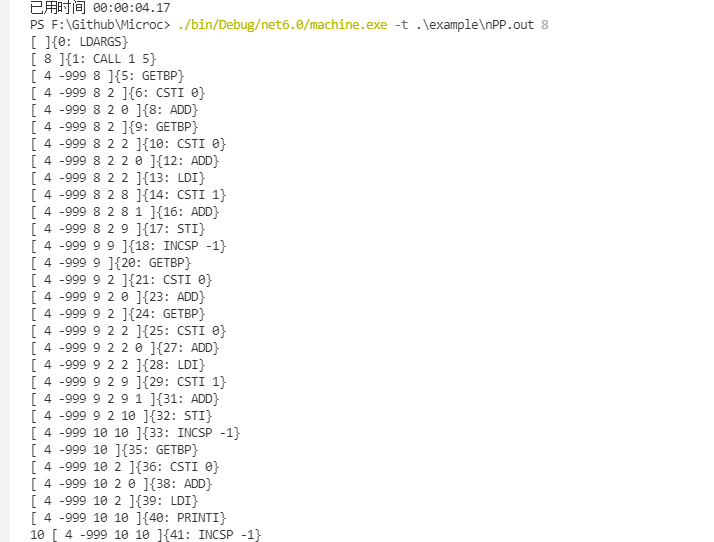 已用时间 00:00:04.17
PS F:\Github\Microc> ./bin/Debug/net6.0/machine.exe -t .\example\nPP.out 8
[ ]{0: LDARGS}
[ 8 ]{1: CALL 1 5}
[ 4 -999 8 ]{5: GETBP}
[ 4 -999 8 2 ]{6: CSTI 0}
[ 4 -999 8 2 0 ]{8: ADD}
[ 4 -999 8 2 ]{9: GETBP}
[ 4 -999 8 2 2 ]{10: CSTI 0}
[ 4 -999 8 2 2 0 ]{12: ADD}
[ 4 -999 8 2 2 ]{13: LDI}
[ 4 -999 8 2 8 ]{14: CSTI 1}
[ 4 -999 8 2 8 1 ]{16: ADD}
[ 4 -999 8 2 9 ]{17: STI}
[ 4 -999 9 9 ]{18: INCSP -1}
[ 4 -999 9 ]{20: GETBP}
[ 4 -999 9 2 ]{21: CSTI 0}
[ 4 -999 9 2 0 ]{23: ADD}
[ 4 -999 9 2 ]{24: GETBP}
[ 4 -999 9 2 2 ]{25: CSTI 0}
[ 4 -999 9 2 2 0 ]{27: ADD}
[ 4 -999 9 2 2 ]{28: LDI}
[ 4 -999 9 2 9 ]{29: CSTI 1}
[ 4 -999 9 2 9 1 ]{31: ADD}
[ 4 -999 9 2 10 ]{32: STI}
[ 4 -999 10 10 ]{33: INCSP -1}
[ 4 -999 10 ]{35: GETBP}
[ 4 -999 10 2 ]{36: CSTI 0}
[ 4 -999 10 2 0 ]{38: ADD}
[ 4 -999 10 2 ]{39: LDI}
[ 4 -999 10 10 ]{40: PRINTI}
10 [ 4 -999 10 10 ]{41: INCSP -1}